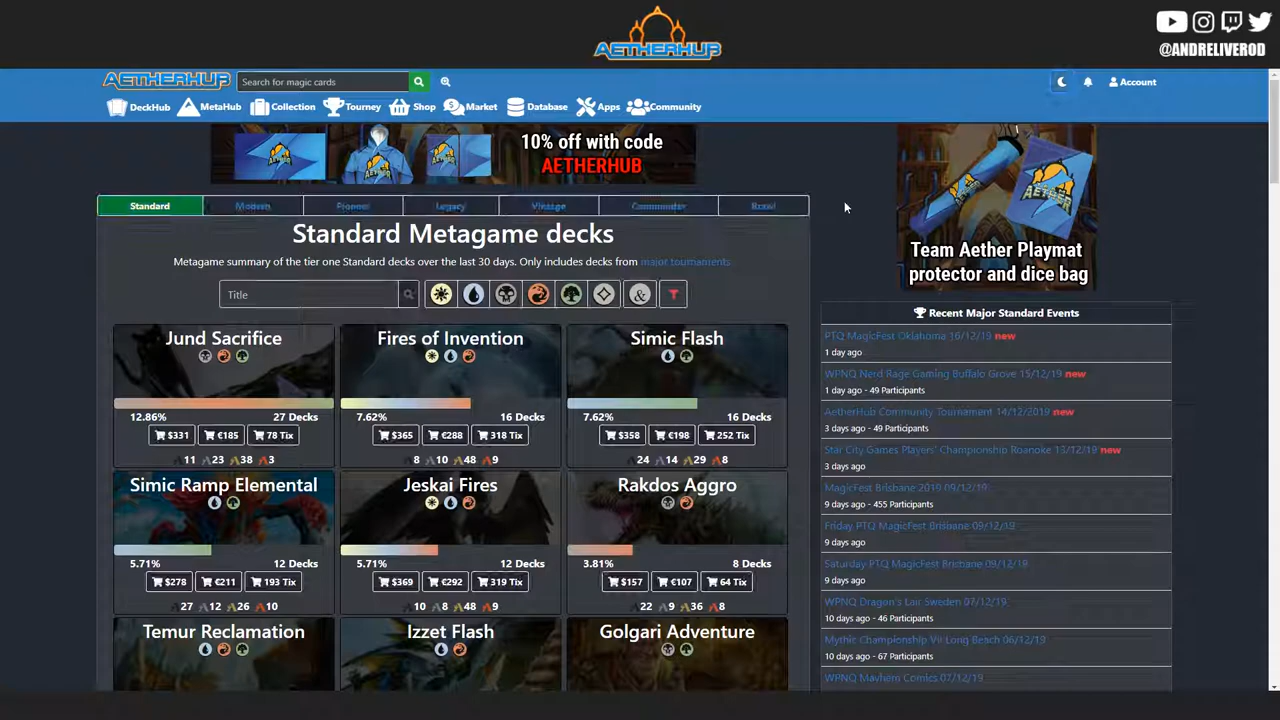 AETHERHUB
@ANDRELIVEROD
AETHERHUB
Search for magic cards
Account
DeckHub
MetaHub
Collection
Tourney
Shop
Market
Database
Apps
Community
10% off with code
AETHERHUB
Team Aether Playmat
protector and dice bag
Standard
Modern
Pioneer
Legacy
Vintage
Commander
Brawl
Standard Metagame decks
Metagame summary of the tier one Standard decks over the last 30 days. Only includes decks from major tournaments
Title
&
Jund Sacrifice
12.86% 27 Decks
$331 €185 78 Tix
11 23 38 3
Fires of Invention
7.62% 16 Decks
$365 €288 318 Tix
8 10 48 9
Simic Flash
7.62% 16 Decks
$358 €198 252 Tix
24 14 29 8
Simic Ramp Elemental
5.71% 12 Decks
$278 €211 193 Tix
27 12 26 10
Jeskai Fires
5.71% 12 Decks
$369 €292 319 Tix
10 8 48 9
Rakdos Aggro
3.81% 8 Decks
$157 €107 64 Tix
22 9 36 8
Temur Reclamation
Izzet Flash
Golgari Adventure
Recent Major Standard Events
PTQ MagicFest Oklahoma 16/12/19 new
1 day ago
WPNQ Nerd Rage Gaming Buffalo Grove 15/12/19 new
1 day ago - 49 Participants
AetherHub Community Tournament 14/12/2019 new
3 days ago - 49 Participants
Star City Games Players' Championship Roanoke 13/12/19 new
3 days ago
MagicFest Brisbane 2019 09/12/19
9 days ago - 455 Participants
Friday PTQ MagicFest Brisbane 09/12/19
9 days ago
Saturday PTQ MagicFest Brisbane 09/12/19
9 days ago
WPNQ Dragon's Lair Sweden 07/12/19
10 days ago - 46 Participants
Mythic Championship VII Long Beach 06/12/19
10 days ago - 67 Participants
WPNQ Mayhem Comics 07/12/19